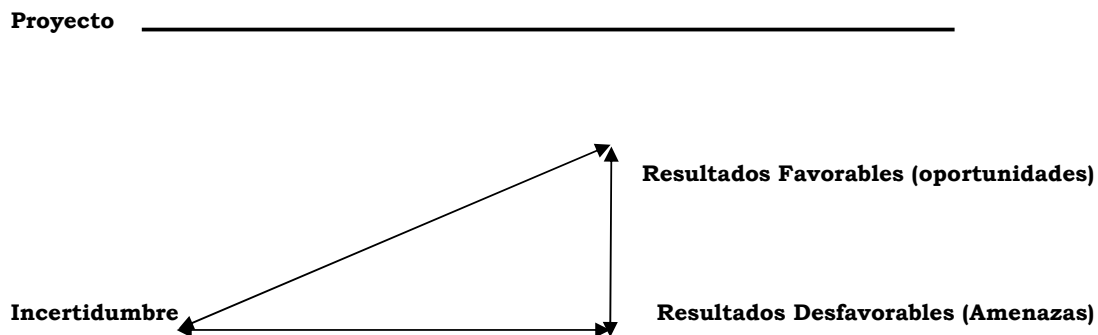 Proyecto
Resultados Favorables (oportunidades)
Incertidumbre
Resultados Desfavorables (Amenazas)